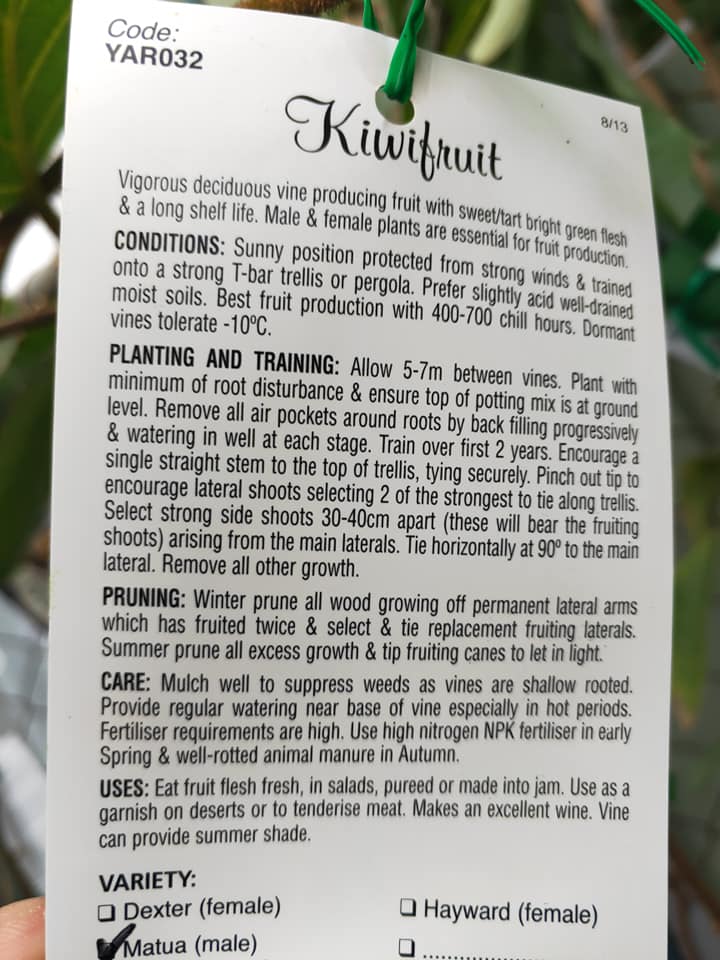 Code:
YAR032
8/13
Kiwifruit
Vigorous deciduous vine producing fruit with sweet/tart bright green flesh
& a long shelf life. Male & female plants are essential for fruit production.
CONDITIONS: Sunny position protected from strong winds & trained
onto a strong T-bar trellis or pergola. Prefer slightly acid well-drained
moist soils. Best fruit production with 400-700 chill hours. Dormant
vines tolerate -10ºC.
PLANTING AND TRAINING: Allow 5-7m between vines. Plant with
minimum of root disturbance & ensure top of potting mix is at ground
level. Remove all air pockets around roots by back filling progressively
& watering in well at each stage. Train over first 2 years. Encourage a
single straight stem to the top of trellis, tying securely. Pinch out tip to
encourage lateral shoots selecting 2 of the strongest to tie along trellis.
Select strong side shoots 30-40cm apart (these will bear the fruiting
shoots) arising from the main laterals. Tie horizontally at 90º to the main
lateral. Remove all other growth.
PRUNING: Winter prune all wood growing off permanent lateral arms
which has fruited twice & select & tie replacement fruiting laterals.
Summer prune all excess growth & tip fruiting canes to let in light.
CARE: Mulch well to suppress weeds as vines are shallow rooted.
Provide regular watering near base of vine especially in hot periods.
Fertiliser requirements are high. Use high nitrogen NPK fertiliser in early
Spring & well-rotted animal manure in Autumn.
USES: Eat fruit flesh fresh, in salads, pureed or made into jam. Use as a
garnish on deserts or to tenderise meat. Makes an excellent wine. Vine
can provide summer shade.
VARIETY:
❑ Dexter (female)
❑ Hayward (female)
✓ Matua (male)
❑ ........................